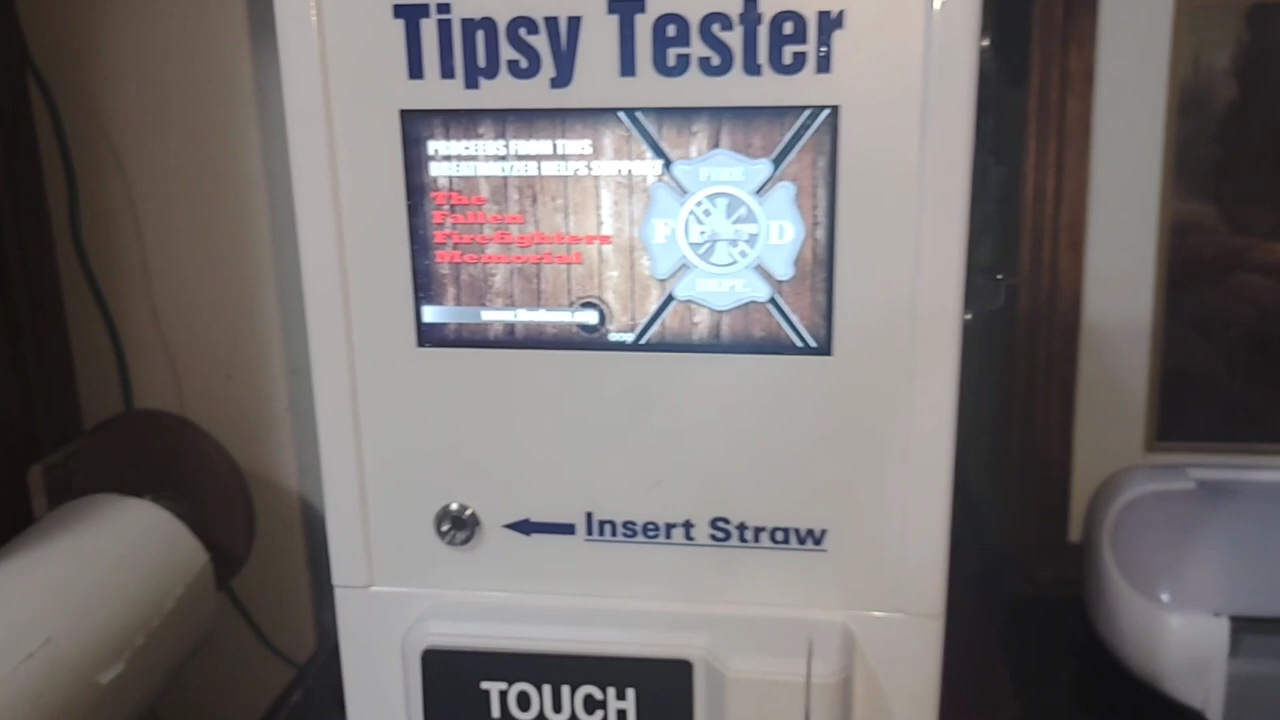 Tipsy Tester
PROCEEDS FROM THIS
BREATHALYZER HELPS SUPPORT
The
Fallen
Firefighters
Memorial
FIRE
F D
DEPT.
Insert Straw
TOUCH